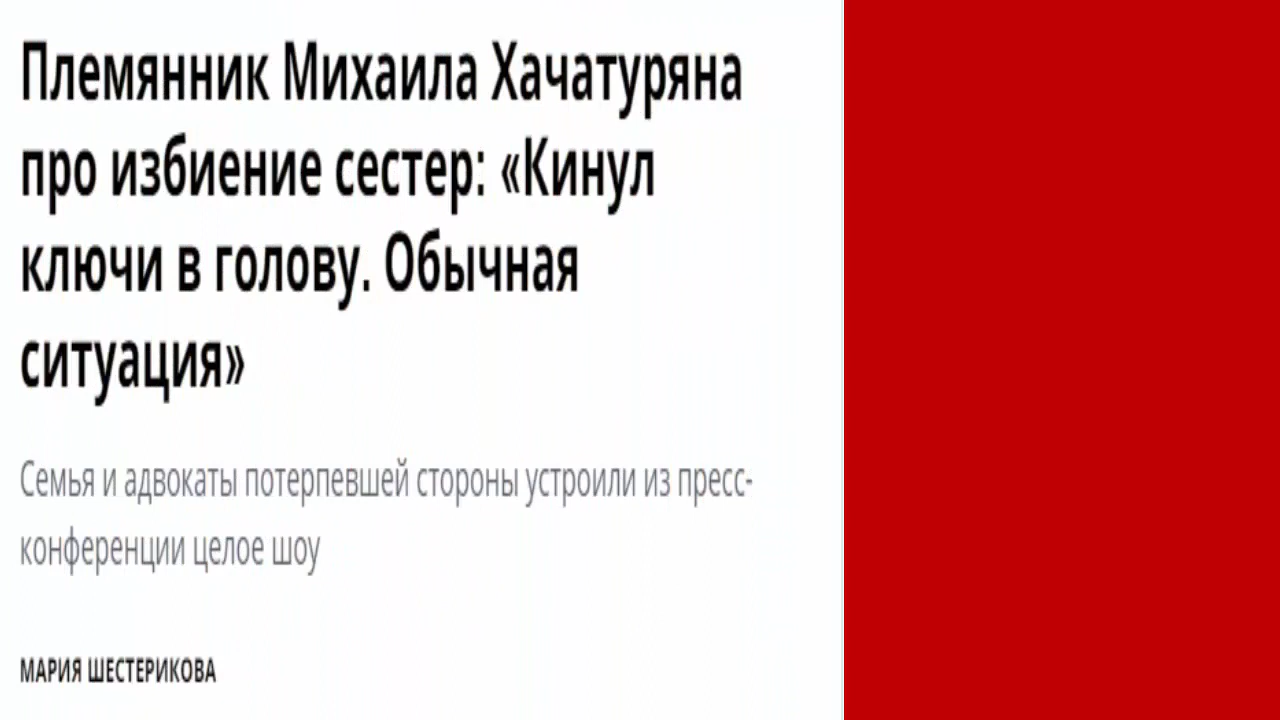 Племянник Михаила Хачатуряна
про избиение сестер: «Кинул
ключи в голову. Обычная
ситуация»
Семья и адвокаты потерпевшей стороны устроили из пресс-
конференции целое шоу
МАРИЯ ШЕСТЕРИКОВА